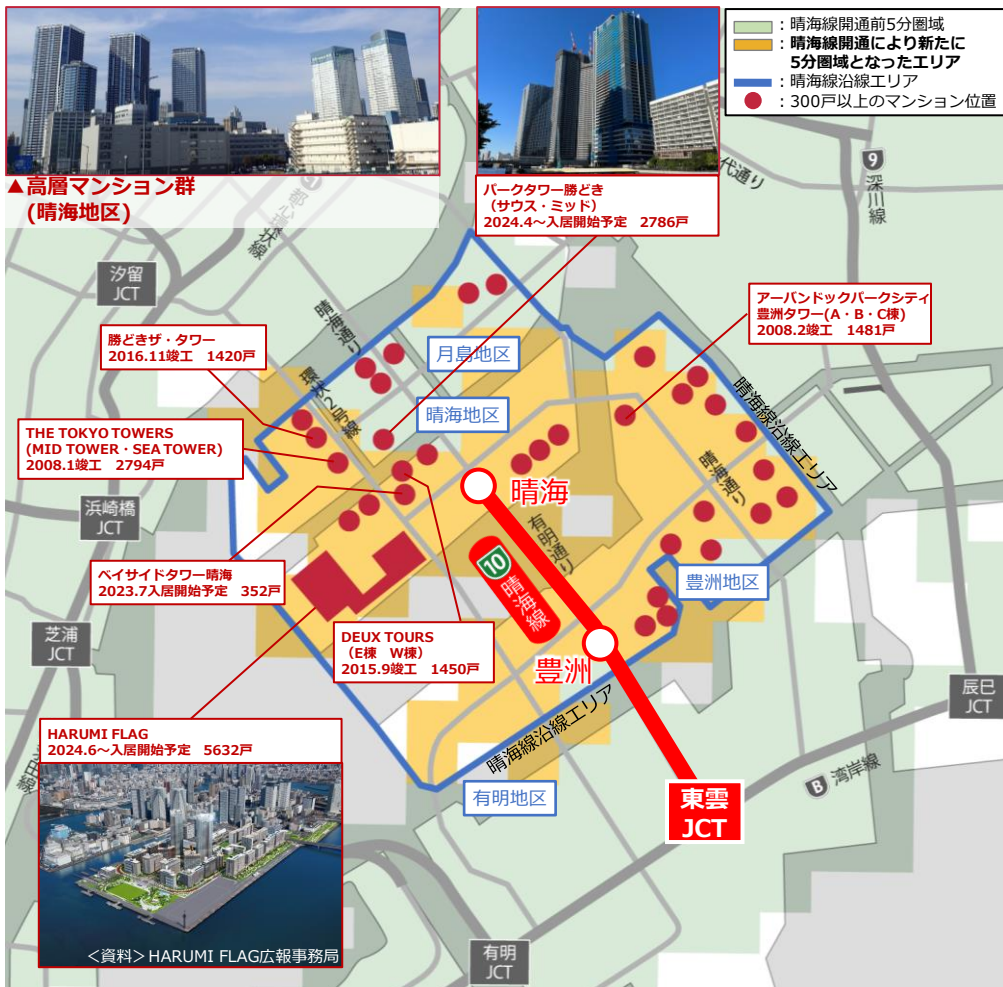 ：晴海線開通前5分圏域
：晴海線開通により新たに
5分圏域となったエリア
：晴海線沿線エリア
：300戸以上のマンション位置
▲高層マンション群
(晴海地区)
パークタワー勝どき
（サウス・ミッド）
2024.4～入居開始予定 2786戸
代通り
9
深川線
都心環状線
汐留
JCT
アーバンドックパークシティ
豊洲タワー(A・B・C棟)
2008.2竣工 1481戸
晴海通り
勝どきザ・タワー
2016.11竣工 1420戸
月島地区
環状2号線
晴海地区
晴海線沿線エリア
THE TOKYO TOWERS
(MID TOWER・SEA TOWER)
2008.1竣工 2794戸
晴海通り
晴海
浜崎橋
JCT
有明通り
10
晴海線
ベイサイドタワー晴海
2023.7入居開始予定 352戸
豊洲地区
芝浦
JCT
DEUX TOURS
（E棟 W棟）
2015.9竣工 1450戸
豊洲
辰巳
JCT
晴海線沿線エリア
HARUMI FLAG
2024.6～入居開始予定 5632戸
湾岸線
B
有明地区
東雲
JCT
＜資料＞HARUMI FLAG広報事務局
有明
JCT